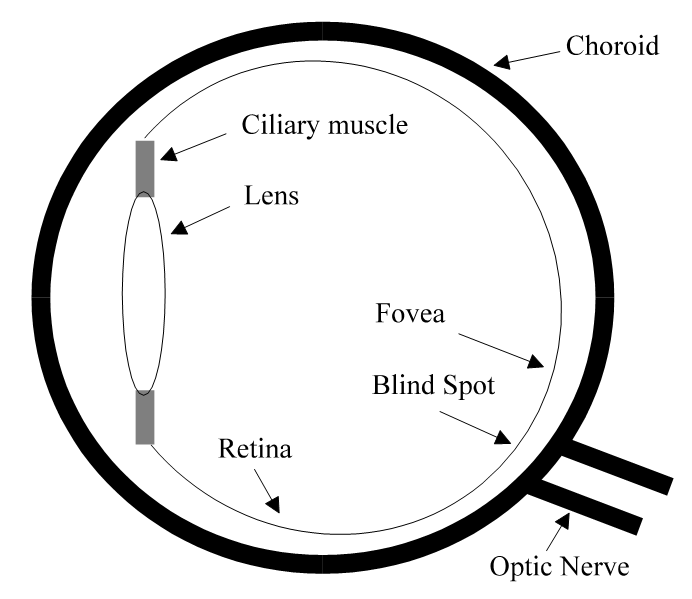 Choroid
Ciliary muscle
Lens
Fovea
Blind Spot
Retina
Optic Nerve